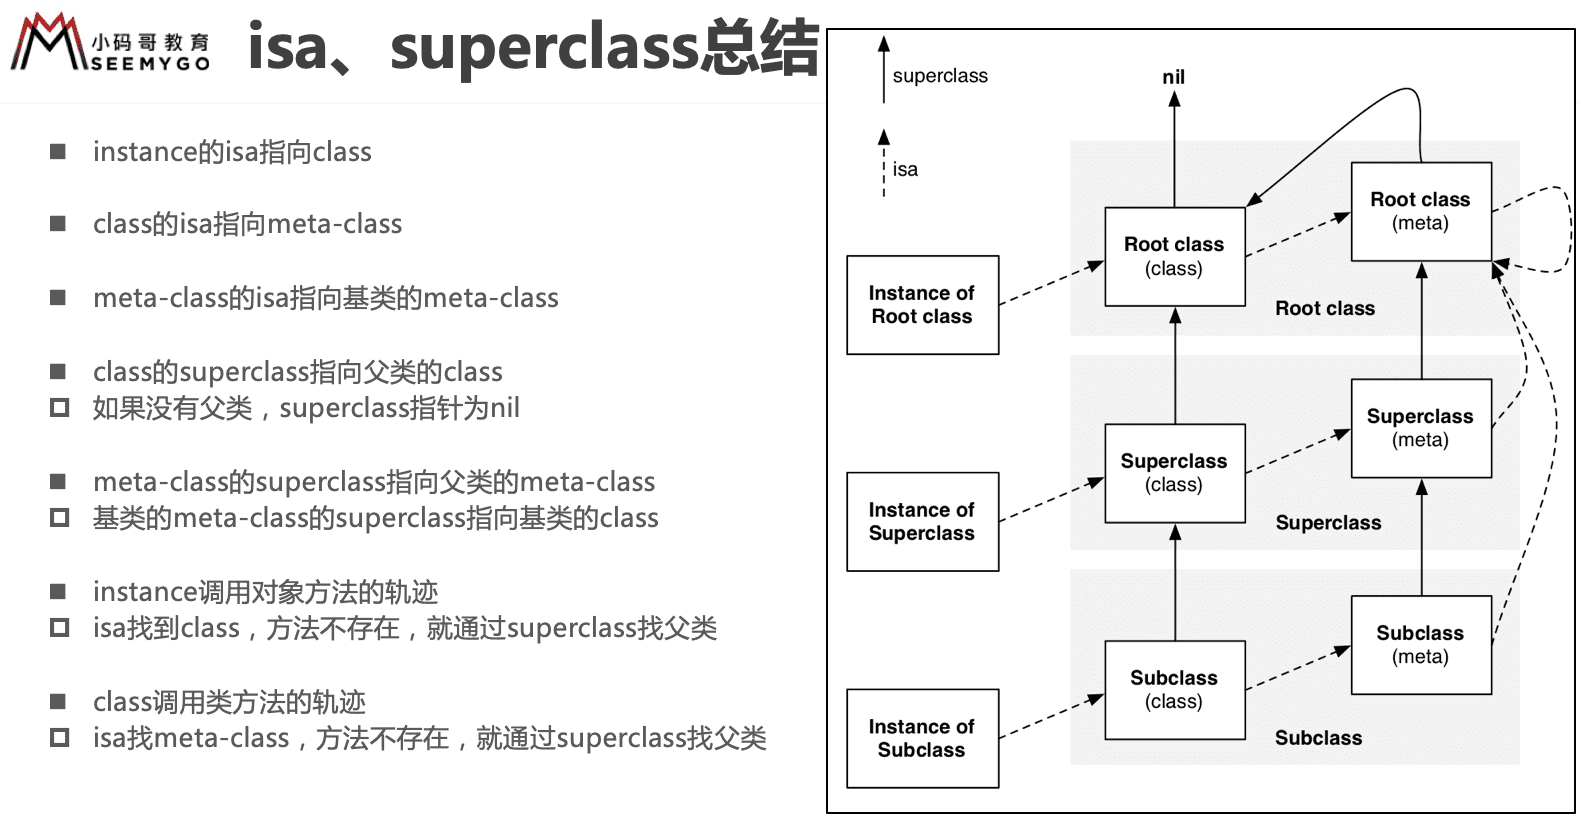 小码哥教育
SEEMYGO
isa、superclass总结
instance的isa指向class
class的isa指向meta-class
meta-class的isa指向基类的meta-class
class的superclass指向父类的class
如果没有父类，superclass指针为nil
meta-class的superclass指向父类的meta-class
基类的meta-class的superclass指向基类的class
instance调用对象方法的轨迹
isa找到class，方法不存在，就通过superclass找父类
class调用类方法的轨迹
isa找meta-class，方法不存在，就通过superclass找父类
superclass
isa
nil
Root class
(meta)
Root class
(class)
Instance of
Root class
Root class
Superclass
(meta)
Superclass
(class)
Instance of
Superclass
Superclass
Subclass
(meta)
Subclass
(class)
Instance of
Subclass
Subclass